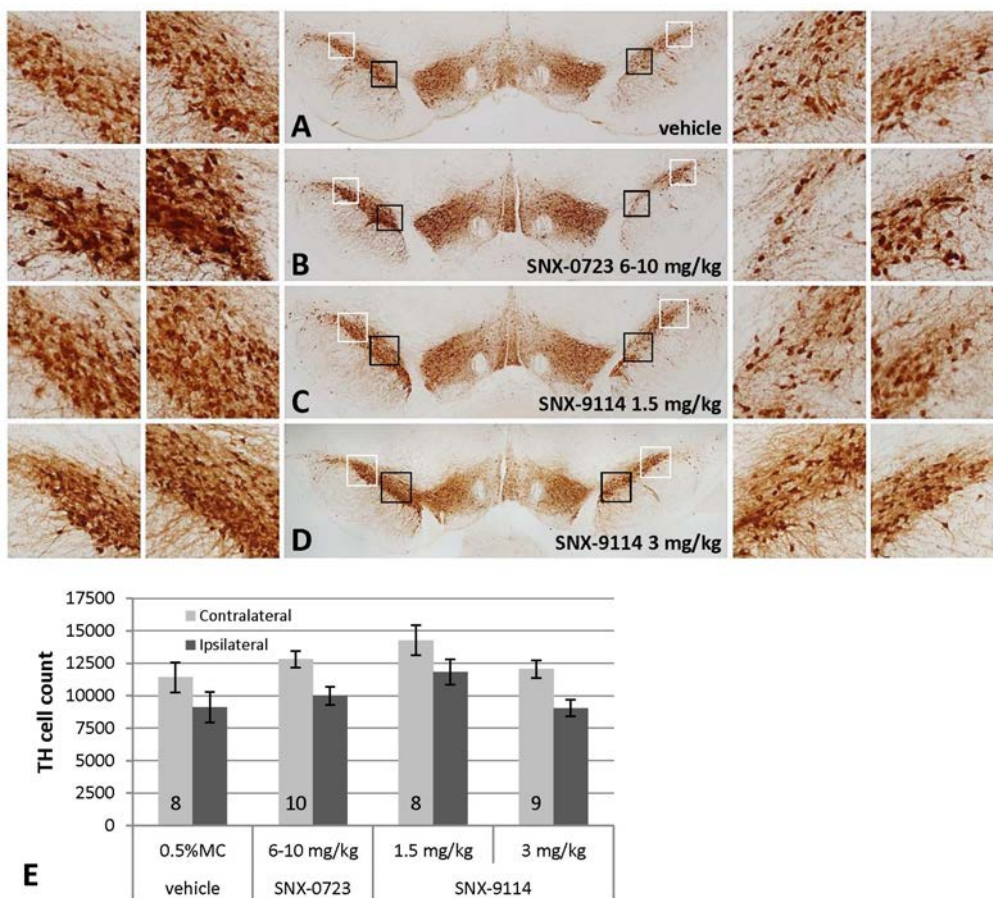 A
vehicle
B
SNX-0723 6-10 mg/kg
C
SNX-9114 1.5 mg/kg
D
SNX-9114 3 mg/kg
E
TH cell count
17500
15000
12500
10000
7500
5000
2500
0
Contralateral
Ipsilateral
8
10
8
9
0.5%MC
6-10 mg/kg
1.5 mg/kg
3 mg/kg
vehicle
SNX-0723
SNX-9114